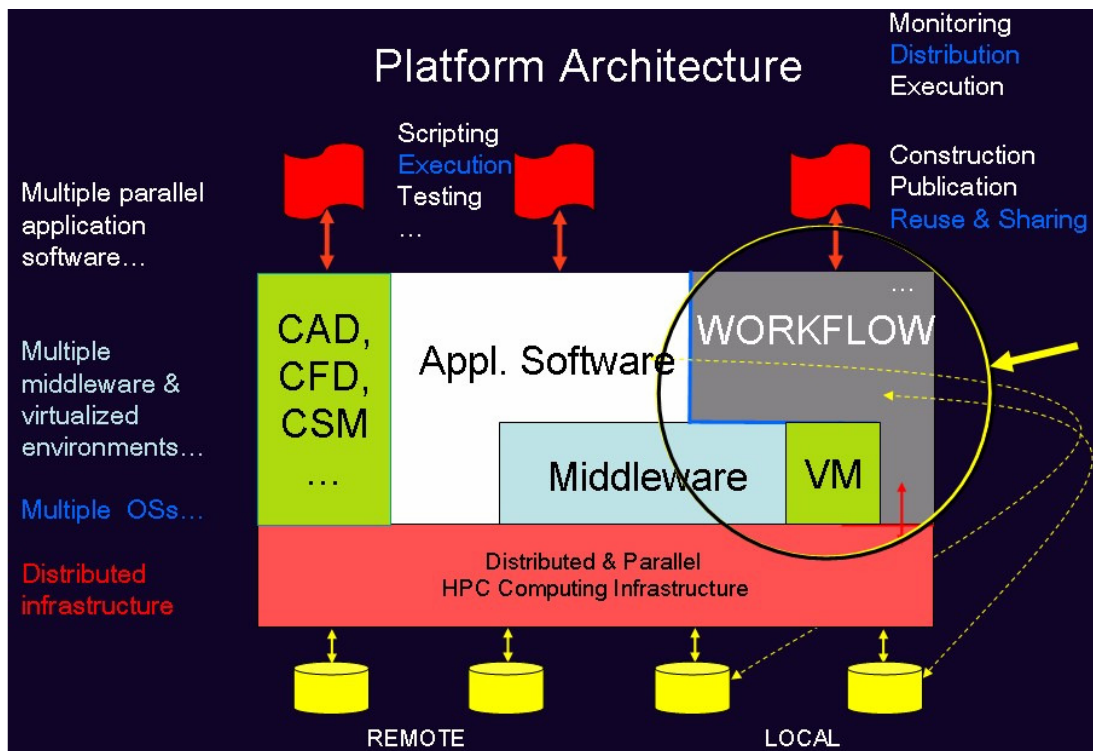 Platform Architecture
Monitoring
Distribution
Execution
Scripting
Execution
Testing
…
Construction
Publication
Reuse & Sharing
Multiple parallel
application
software…
Multiple
middleware &
virtualized
environments…
Multiple OSs…
Distributed
infrastructure
CAD,
CFD,
CSM
…
Appl. Software
…
WORKFLOW
Middleware
VM
Distributed & Parallel
HPC Computing Infrastructure
REMOTE
LOCAL